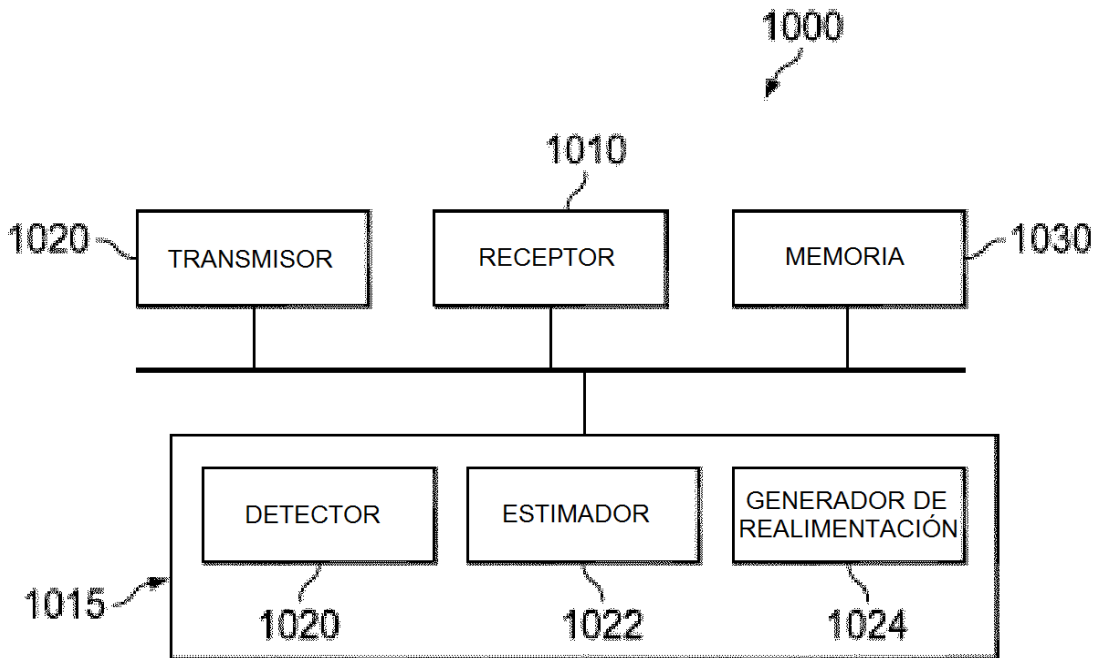 1000
1010
1020
TRANSMISOR
RECEPTOR
MEMORIA
1030
DETECTOR
ESTIMADOR
GENERADOR DE
REALIMENTACIÓN
1015
1020
1022
1024